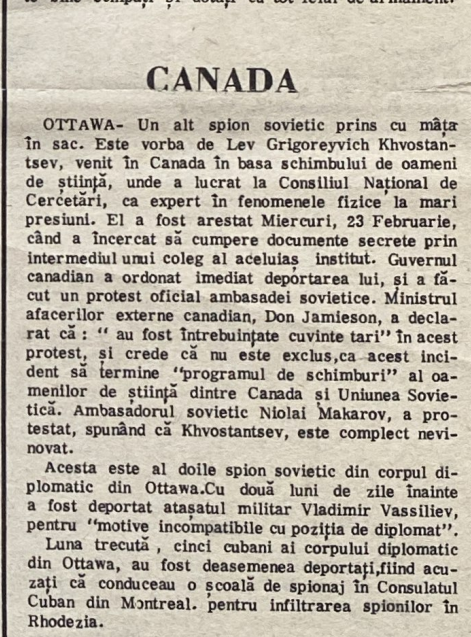 CANADA
OTTAWA- Un alt spion sovietic prins cu mâța
în sac. Este vorba de Lev Grigoreyvich Khvostan-
tsev, venit în Canada în basa schimbului de oameni
de știință, unde a lucrat la Consiliul Național de
Cercetări, ca expert în fenomenele fizice la mari
presiuni. El a fost arestat Miercuri, 23 Februarie,
când a încercat să cumpere documente secrete prin
intermediul unui coleg al aceluiaș institut. Guvernul
canadian a ordonat imediat deportarea lui, și a fă-
cut un protest oficial ambasadei sovietice. Ministrul
afacerilor externe canadian, Don Jamieson, a decla-
rat că : " au fost întrebuințate cuvinte tari" în acest
protest, și crede că nu este exclus,ca acest inci-
dent să termine "programul de schimburi" al oa-
menilor de știință dintre Canada și Uniunea Sovie-
tică. Ambasadorul sovietic Niolai Makarov, a pro-
testat, spunând că Khvostantsev, este complect nevi-
novat.
Acesta este al doile spion sovietic din corpul di-
plomatic din Ottawa.Cu două luni de zile înainte
a fost deportat atașatul militar Vladimir Vassiliev,
pentru "motive incompatibile cu poziția de diplomat".
Luna trecută , cinci cubani ai corpului diplomatic
din Ottawa, au fost deasemenea deportați,fiind acu-
zați că conduceau o școală de spionaj în Consulatul
Cuban din Montreal. pentru infiltrarea spionilor în
Rhodezia.